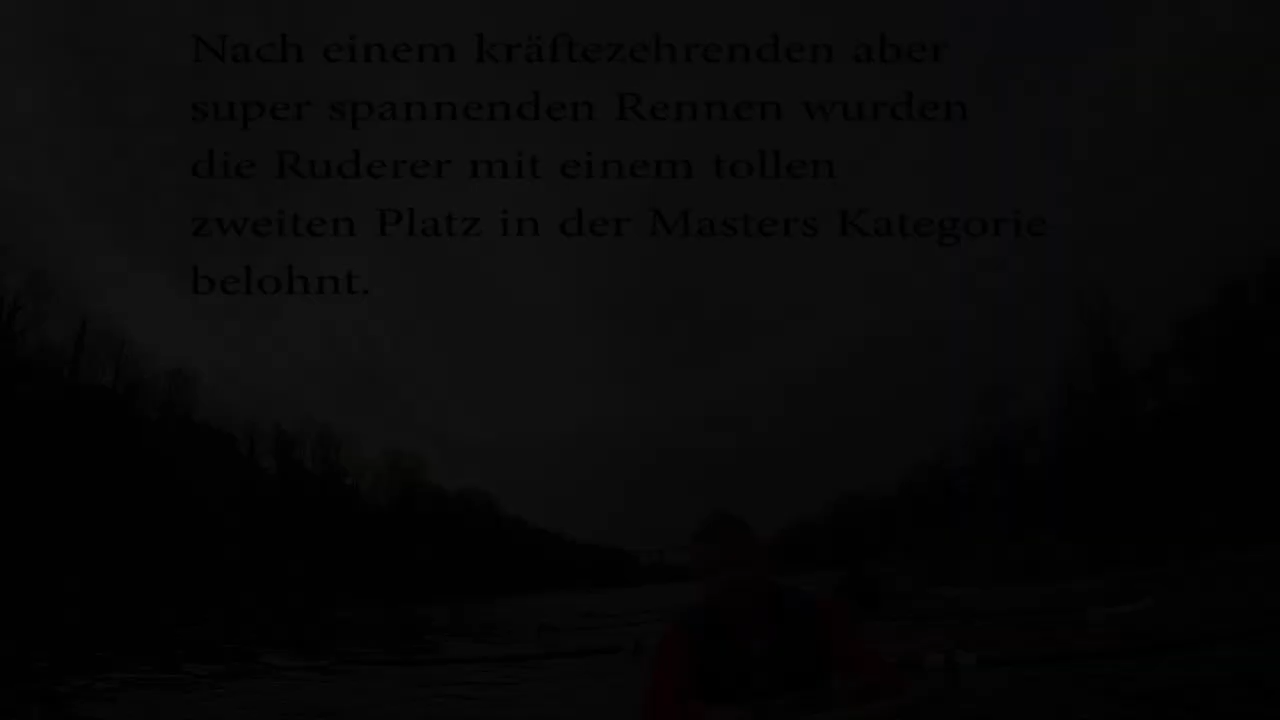 Nach einem kräftezehrenden aber
super spannenden Rennen wurden
die Ruderer mit einem tollen
zweiten Platz in der Masters Kategorie
belohnt.